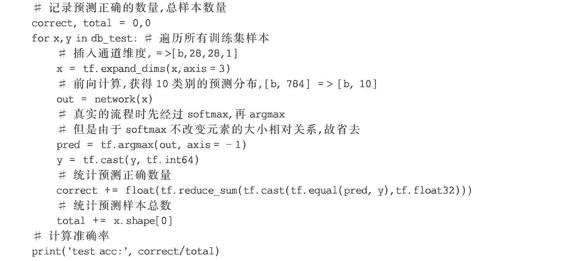 # 记录预测正确的数量,总样本数量
correct, total = 0,0
for x,y in db_test: # 遍历所有训练集样本
# 插入通道维度, =>[b,28,28,1]
x = tf.expand_dims(x,axis = 3)
# 前向计算,获得10类别的预测分布,[b, 784] => [b, 10]
out = network(x)
# 真实的流程时先经过 softmax,再 argmax
# 但是由于 softmax 不改变元素的大小相对关系,故省去
pred = tf.argmax(out, axis = -1)
y = tf.cast(y, tf.int64)
# 统计预测正确数量
correct += float(tf.reduce_sum(tf.cast(tf.equal(pred, y),tf.float32)))
# 统计预测样本总数
total += x.shape[0]
# 计算准确率
print('test acc:', correct/total)